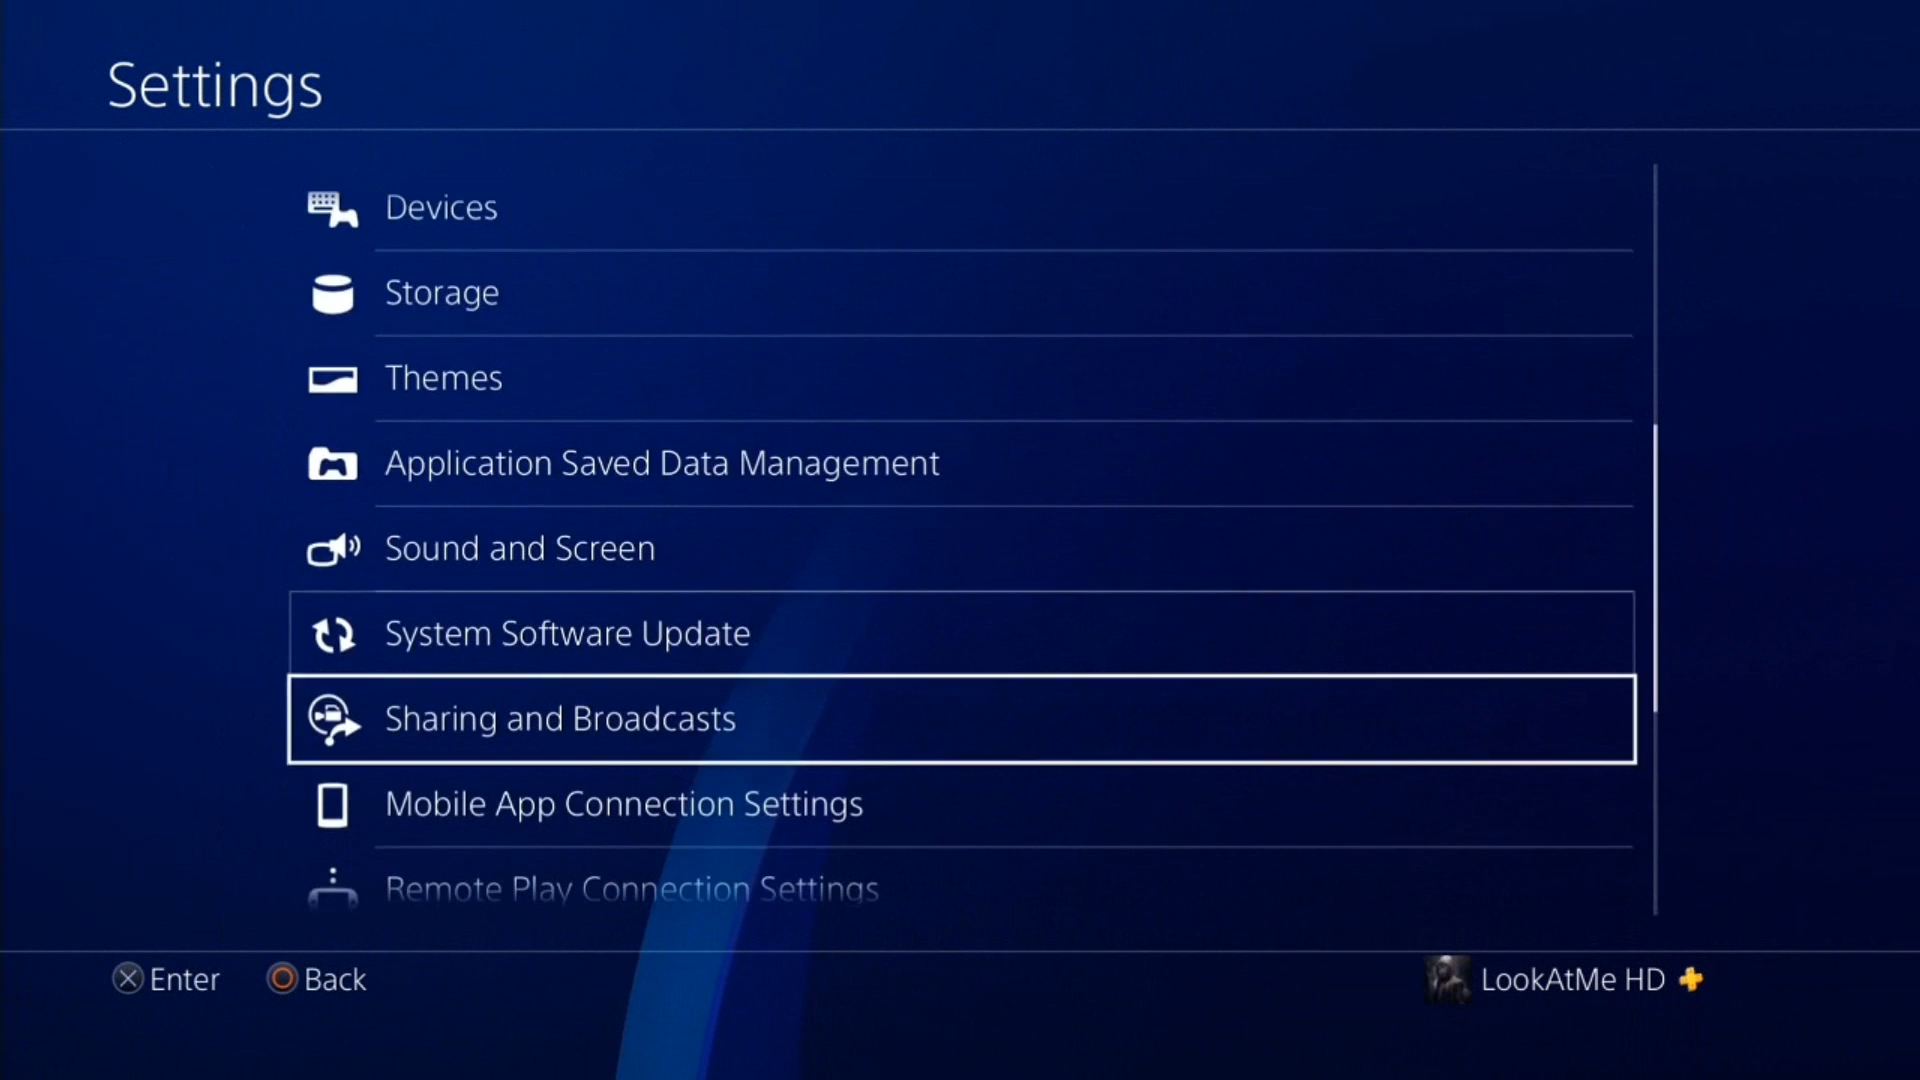 Settings
Devices
Storage
Themes
Application Saved Data Management
Sound and Screen
System Software Update
Sharing and Broadcasts
Mobile App Connection Settings
Remote Play Connection Settings
Enter
Back
LookAtMe HD